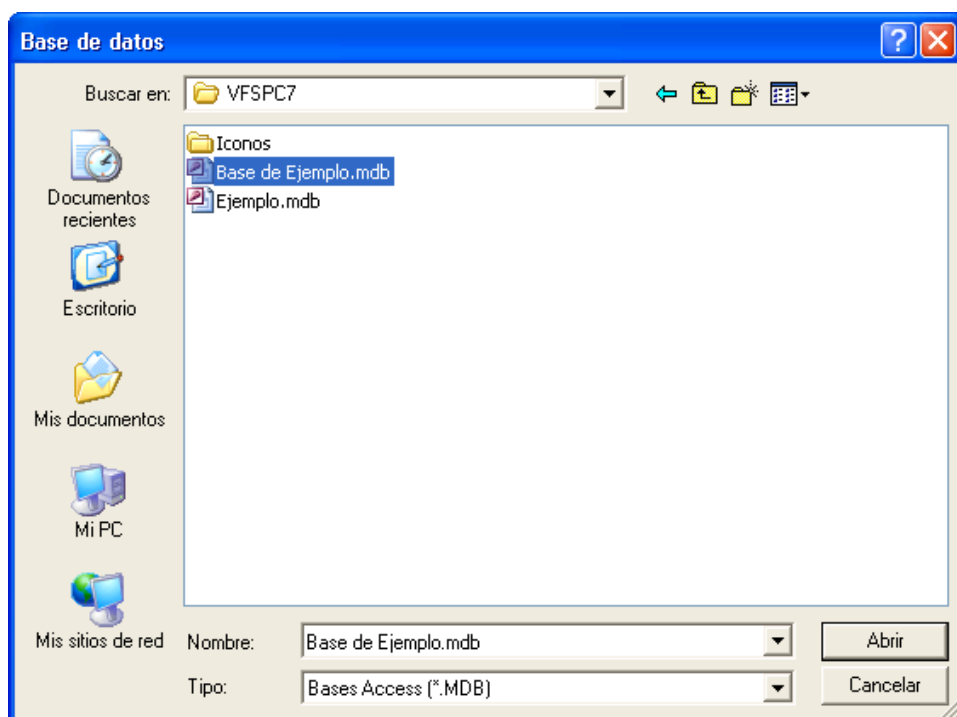 Base de datos
Buscar en: VFSPC7
Iconos
Base de Ejemplo.mdb
Ejemplo.mdb
Documentos
recientes
Escritorio
Mis documentos
Mi PC
Mis sitios de red
Nombre: Base de Ejemplo.mdb Abrir
Tipo: Bases Access (*.MDB) Cancelar